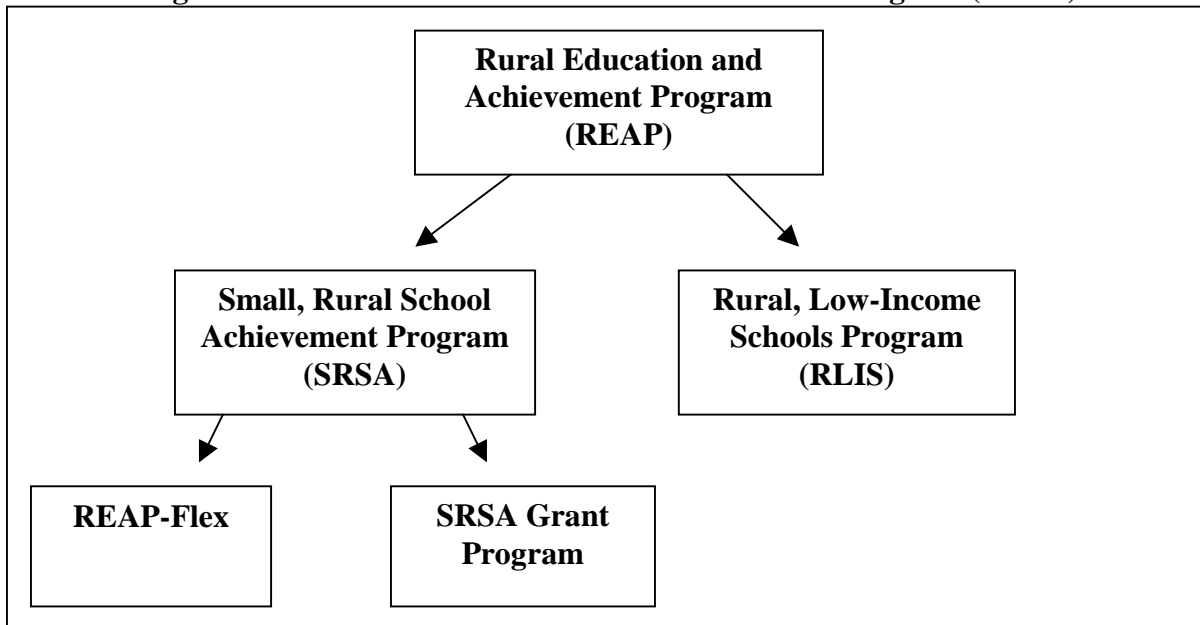 Rural Education and
Achievement Program
(REAP)
Small, Rural School
Achievement Program
(SRSA)
Rural, Low-Income
Schools Program
(RLIS)
REAP-Flex
SRSA Grant
Program